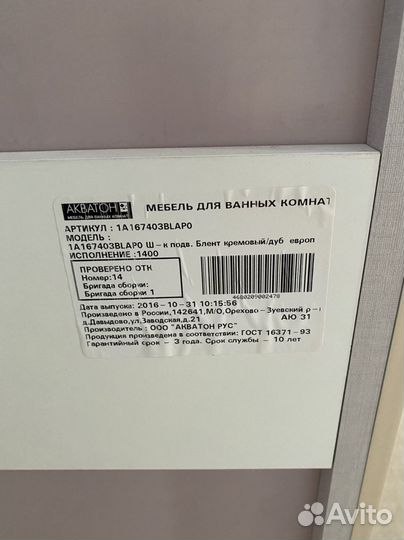 АКВАТОН
МЕБЕЛЬ ДЛЯ ВАННЫХ КОМНАТ
МЕБЕЛЬ ДЛЯ ВАННЫХ КОМНАТ
АРТИКУЛ : 1A167403BLAP0
МОДЕЛЬ :
1A167403BLAP0 Ш-к подв. Блент кремовый/дуб европ
ИСПОЛНЕНИЕ :1400
ПРОВЕРЕНО ОТК
Номер:14
Бригада сборки:
Бригада сборки 1
4680209002478
Дата выпуска: 2016-10-31 10:15:56
Произведено в России,142641,М/О,Орехово-Зуевский р-
д.Давыдово,ул.Заводская,д.21 АЮ 31
Производитель : ООО "АКВАТОН РУС"
Продукция произведена в соответствии: ГОСТ 16371-93
Гарантийный срок - 3 года. Срок службы - 10 лет
Avito